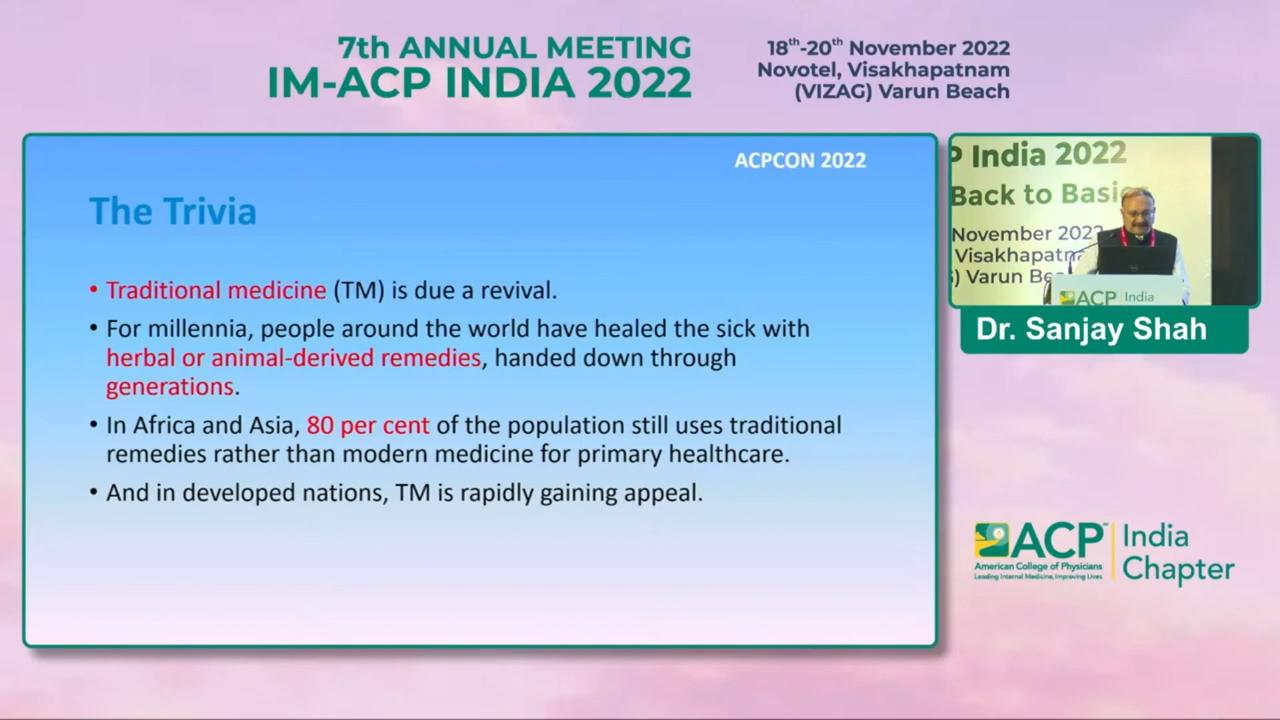 7th ANNUAL MEETING
IM-ACP INDIA 2022
18th-20th November 2022
Novotel, Visakhapatnam
(VIZAG) Varun Beach
ACPCON 2022
The Trivia
• Traditional medicine (TM) is due a revival.
• For millennia, people around the world have healed the sick with
herbal or animal-derived remedies, handed down through
generations.
• In Africa and Asia, 80 per cent of the population still uses traditional
remedies rather than modern medicine for primary healthcare.
• And in developed nations, TM is rapidly gaining appeal.
P India 2022
Back to Basi
November 202
Visakhapatn
) Varun Be
ACP India
Dr. Sanjay Shah
ACP
American College of Physicians
Leading Internal Medicine, Improving Lives
India
Chapter